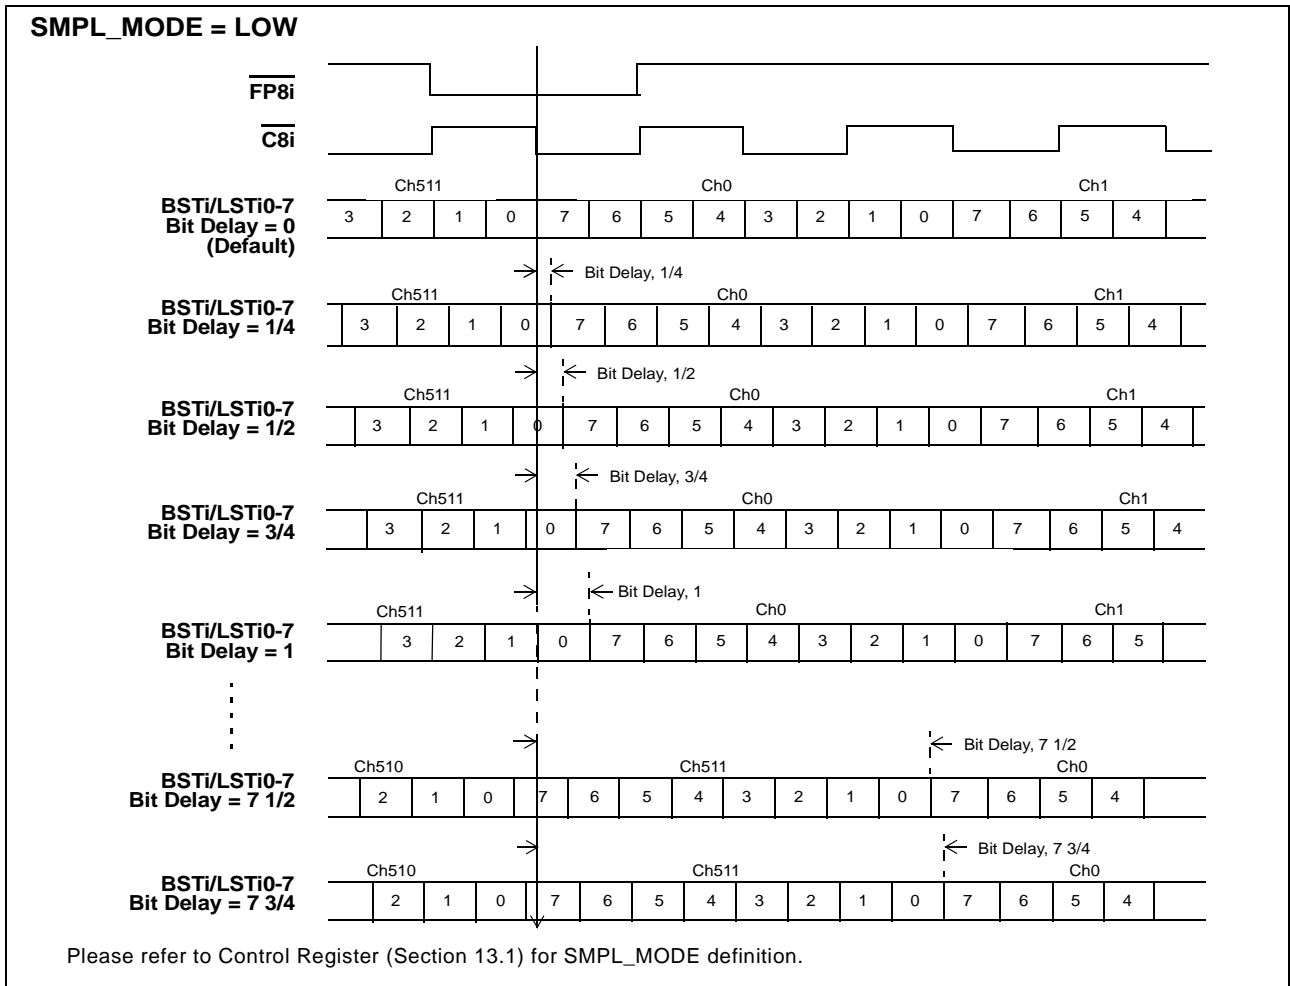 SMPL_MODE = LOW
FP8i
C8i
Ch511 Ch0 Ch1
BSTi/LSTi0-7
Bit Delay = 0
(Default)
3 2 1 0 7 6 5 4 3 2 1 0 7 6 5 4
Bit Delay, 1/4
Ch511 Ch0 Ch1
BSTi/LSTi0-7
Bit Delay = 1/4
3 2 1 0 7 6 5 4 3 2 1 0 7 6 5 4
Bit Delay, 1/2
Ch511 Ch0 Ch1
BSTi/LSTi0-7
Bit Delay = 1/2
3 2 1 0 7 6 5 4 3 2 1 0 7 6 5 4
Bit Delay, 3/4
Ch511 Ch0 Ch1
BSTi/LSTi0-7
Bit Delay = 3/4
3 2 1 0 7 6 5 4 3 2 1 0 7 6 5 4
Bit Delay, 1
Ch511 Ch0 Ch1
BSTi/LSTi0-7
Bit Delay = 1
3 2 1 0 7 6 5 4 3 2 1 0 7 6 5
Bit Delay, 7 1/2
Ch510 Ch511 Ch0
BSTi/LSTi0-7
Bit Delay = 7 1/2
2 1 0 7 6 5 4 3 2 1 0 7 6 5 4
Bit Delay, 7 3/4
Ch510 Ch511 Ch0
BSTi/LSTi0-7
Bit Delay = 7 3/4
2 1 0 7 6 5 4 3 2 1 0 7 6 5 4
Please refer to Control Register (Section 13.1) for SMPL_MODE definition.